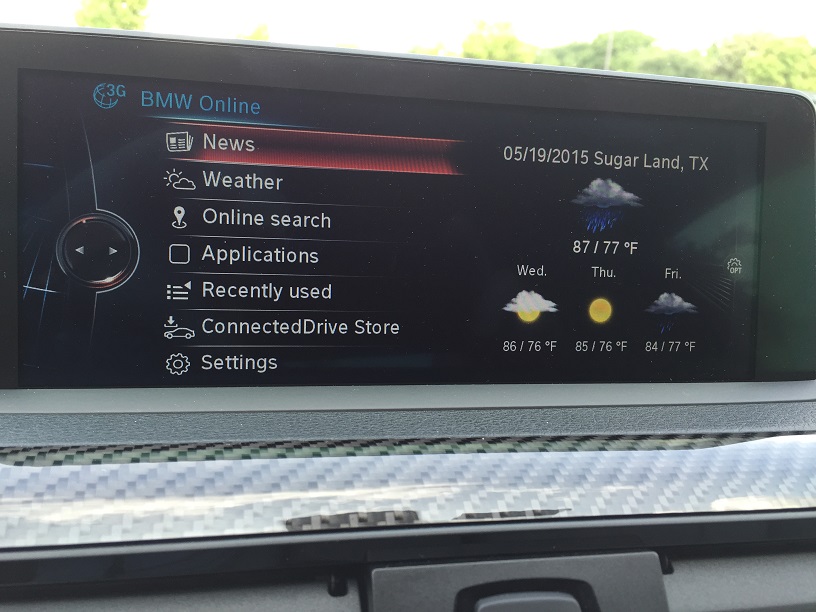 3G
BMW Online
News
Weather
Online search
Applications
Recently used
ConnectedDrive Store
Settings
05/19/2015 Sugar Land, TX
87 / 77 °F
Wed. Thu. Fri.
86 / 76 °F 85 / 76 °F 84 / 77 °F
OPT